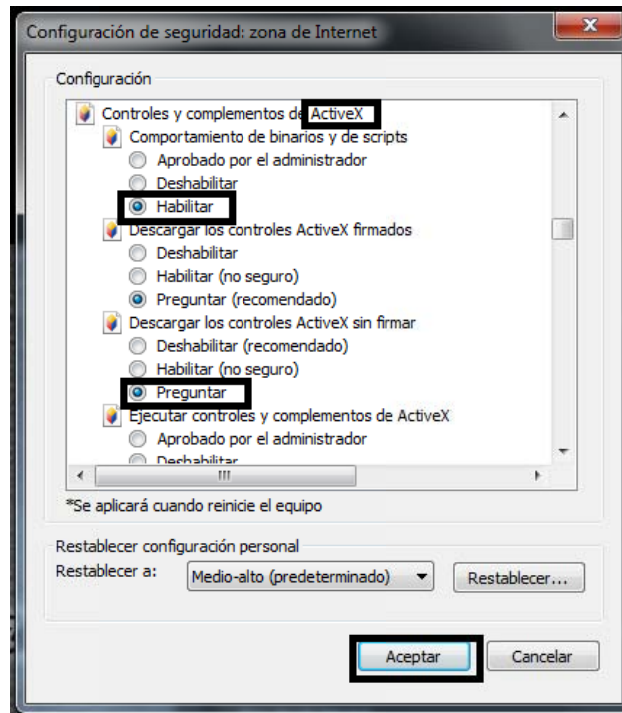 Configuración de seguridad: zona de Internet
Configuración
Controles y complementos de ActiveX
Comportamiento de binarios y de scripts
Aprobado por el administrador
Deshabilitar
Habilitar
Descargar los controles ActiveX firmados
Deshabilitar
Habilitar (no seguro)
Preguntar (recomendado)
Descargar los controles ActiveX sin firmar
Deshabilitar (recomendado)
Habilitar (no seguro)
Preguntar
Ejecutar controles y complementos de ActiveX
Aprobado por el administrador
Deshabilitar
*Se aplicará cuando reinicie el equipo
Restablecer configuración personal
Restablecer a: Medio-alto (predeterminado) Restablecer...
Aceptar Cancelar